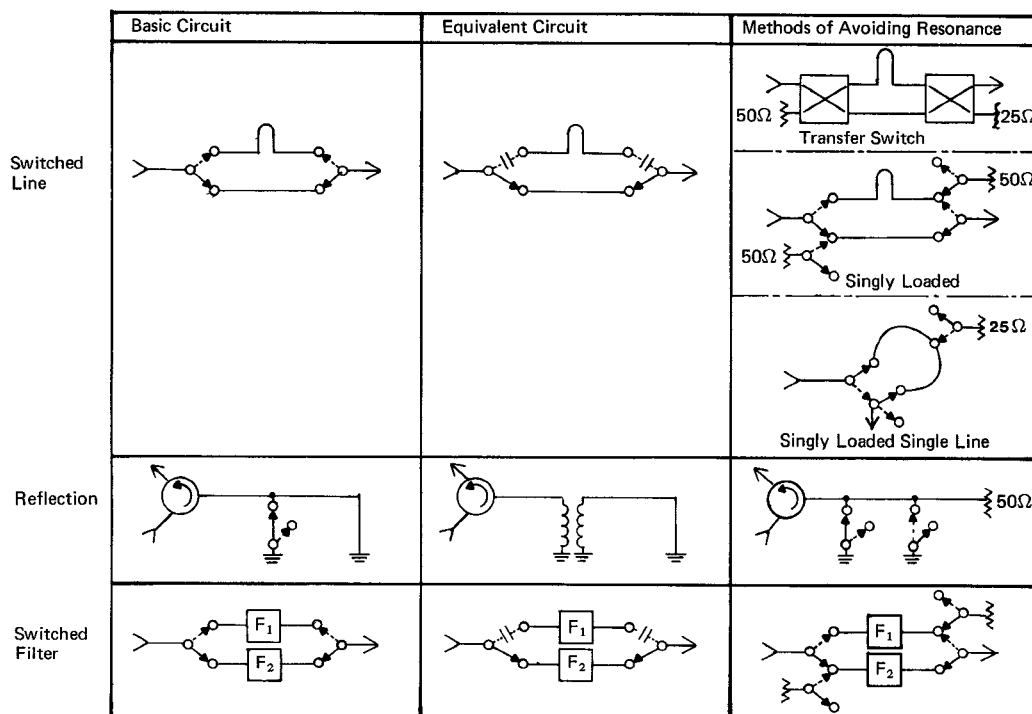 Basic Circuit
Equivalent Circuit
Methods of Avoiding Resonance
Switched
Line
50Ω
25Ω
Transfer Switch
50Ω
50Ω
Singly Loaded
25Ω
Singly Loaded Single Line
Reflection
50Ω
Switched
Filter
F1
F2
F1
F2
F1
F2